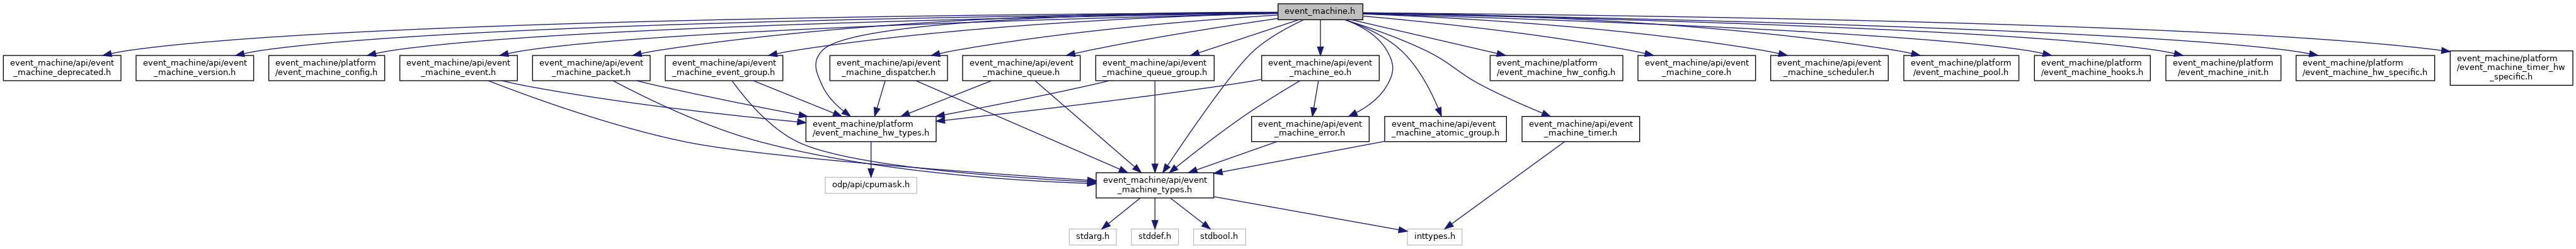 event_machine.h
event_machine/api/event
_machine_deprecated.h
event_machine/api/event
_machine_version.h
event_machine/platform
/event_machine_config.h
event_machine/api/event
_machine_event.h
event_machine/api/event
_machine_packet.h
event_machine/api/event
_machine_event_group.h
event_machine/api/event
_machine_dispatcher.h
event_machine/api/event
_machine_queue.h
event_machine/api/event
_machine_queue_group.h
event_machine/api/event
_machine_eo.h
event_machine/platform
/event_machine_hw_config.h
event_machine/api/event
_machine_core.h
event_machine/api/event
_machine_scheduler.h
event_machine/platform
/event_machine_pool.h
event_machine/platform
/event_machine_hooks.h
event_machine/platform
/event_machine_init.h
event_machine/platform
/event_machine_hw_specific.h
event_machine/platform
/event_machine_timer_hw
_specific.h
event_machine/platform
/event_machine_hw_types.h
event_machine/api/event
_machine_error.h
event_machine/api/event
_machine_atomic_group.h
event_machine/api/event
_machine_timer.h
odp/api/cpumask.h
event_machine/api/event
_machine_types.h
stdarg.h
stddef.h
stdbool.h
inttypes.h